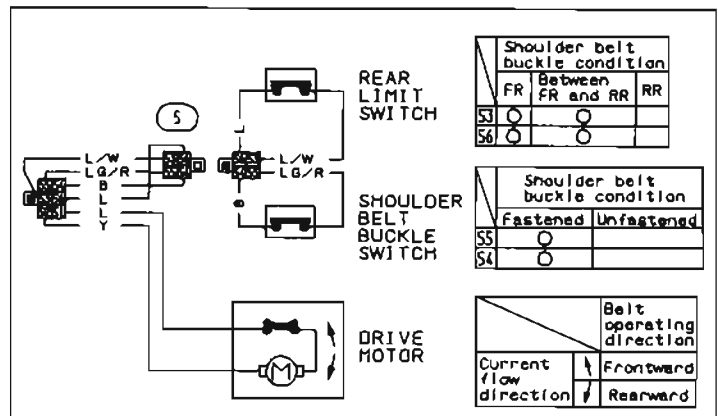 REAR
LIMIT
SWITCH
Shoulder belt
buckle condition
FR
Between
FR and RR
RR
S3
S6
S
L
L/W
LG/R
B
L
L
Y
L/W
LG/R
B
SHOULDER
BELT
BUCKLE
SWITCH
Shoulder belt
buckle condition
Fastened Unfastened
S5
S4
DRIVE
MOTOR
M
Belt
operating
direction
Current
flow
direction
Frontward
Rearward